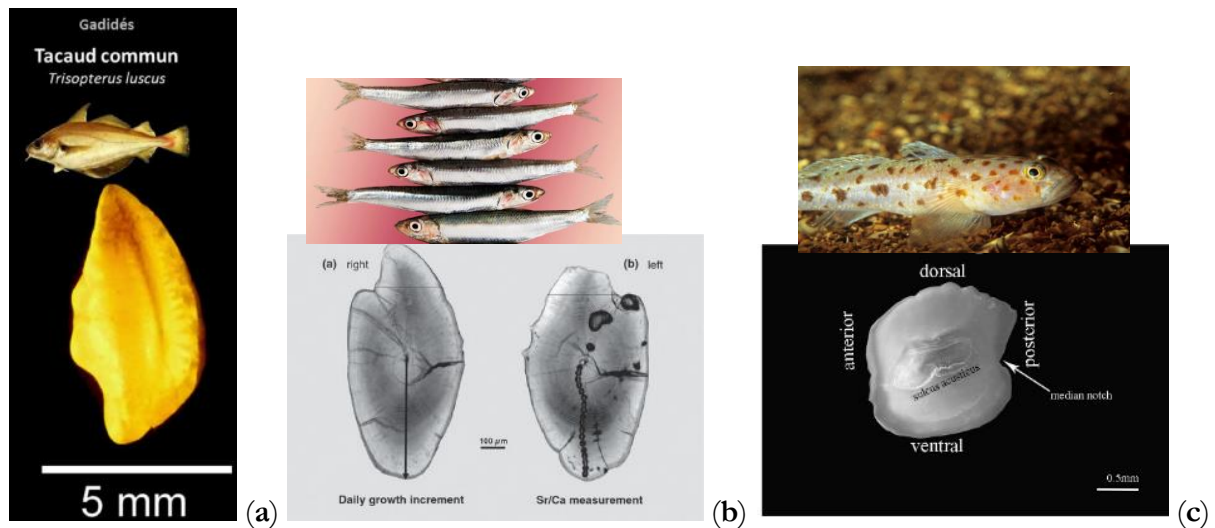 Gadidés
Tacaud commun
Trisopterus luscus
5 mm
(a)
(a) right
(b) left
100 µm
Daily growth increment
Sr/Ca measurement
(b)
dorsal
anterior
posterior
sulcus acusticus
median notch
ventral
0.5mm
(c)